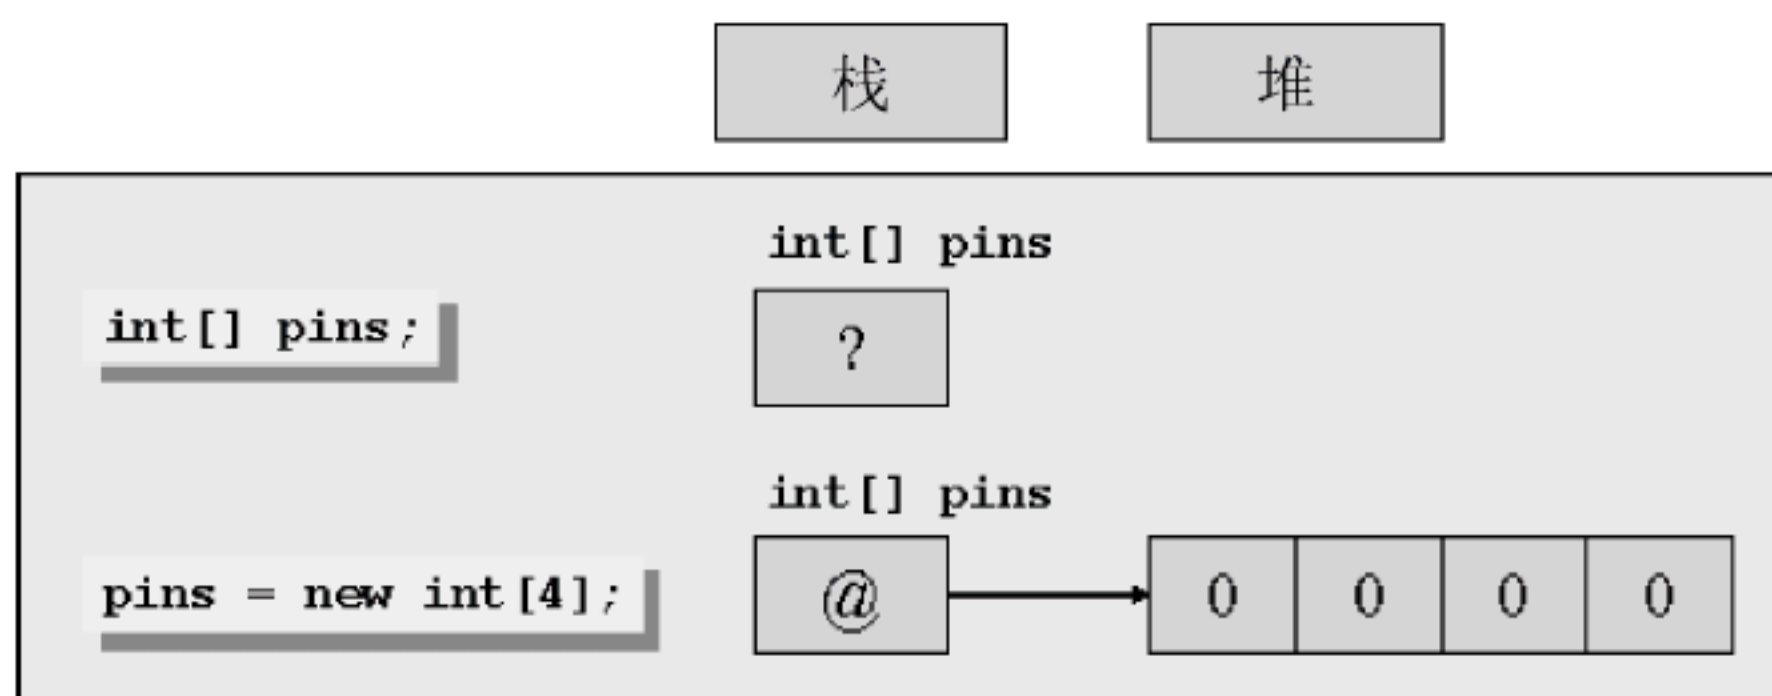 栈 堆
int[] pins
int[] pins;
?
int[] pins
pins = new int[4]; @ 0 0 0 0